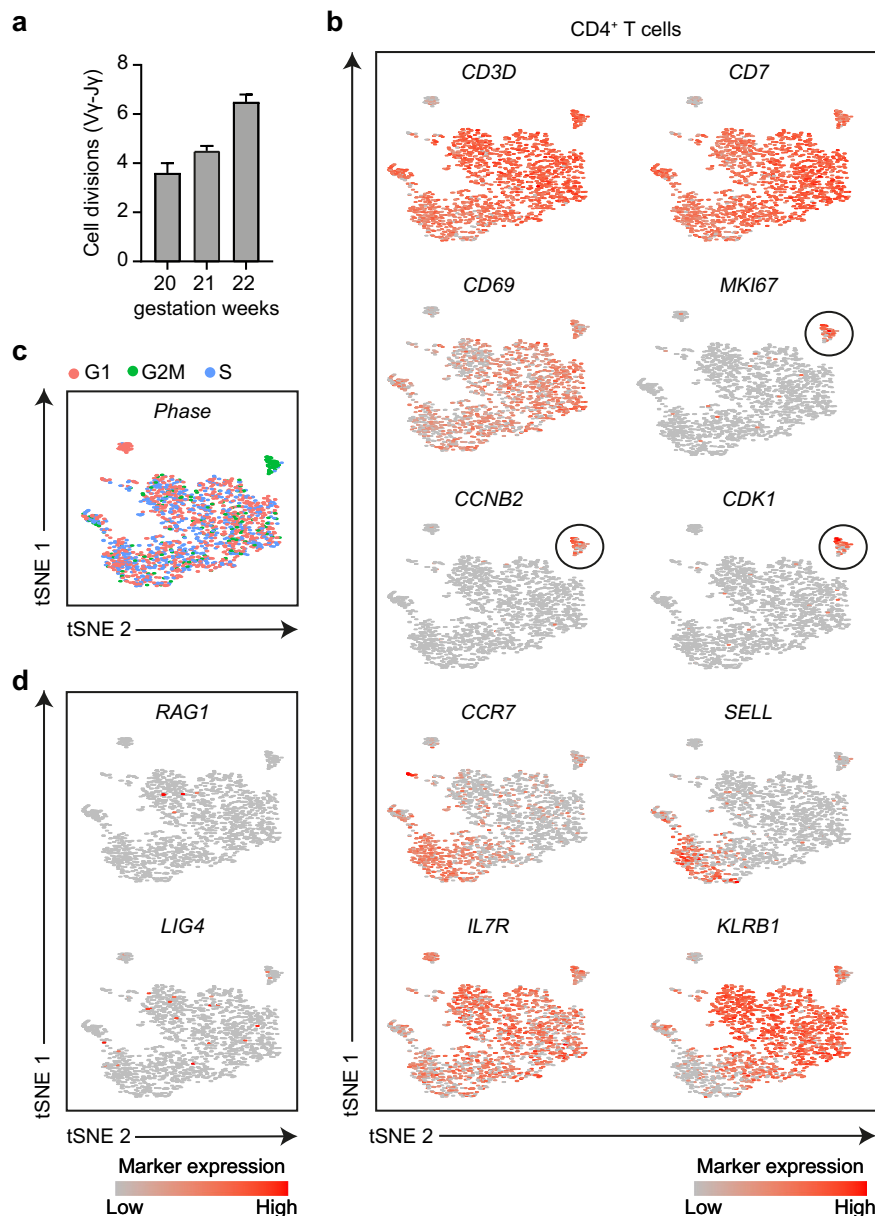 a
Cell divisions (Vγ-Jγ)
8
6
4
2
0
20 21 22
gestation weeks
b
CD4⁺ T cells
CD3D CD7
CD69 MKI67
CCNB2 CDK1
CCR7 SELL
IL7R KLRB1
tSNE 1
tSNE 2
Marker expression
Low High
c
G1 G2M S
Phase
tSNE 1
tSNE 2
d
RAG1
LIG4
tSNE 1
tSNE 2
Marker expression
Low High